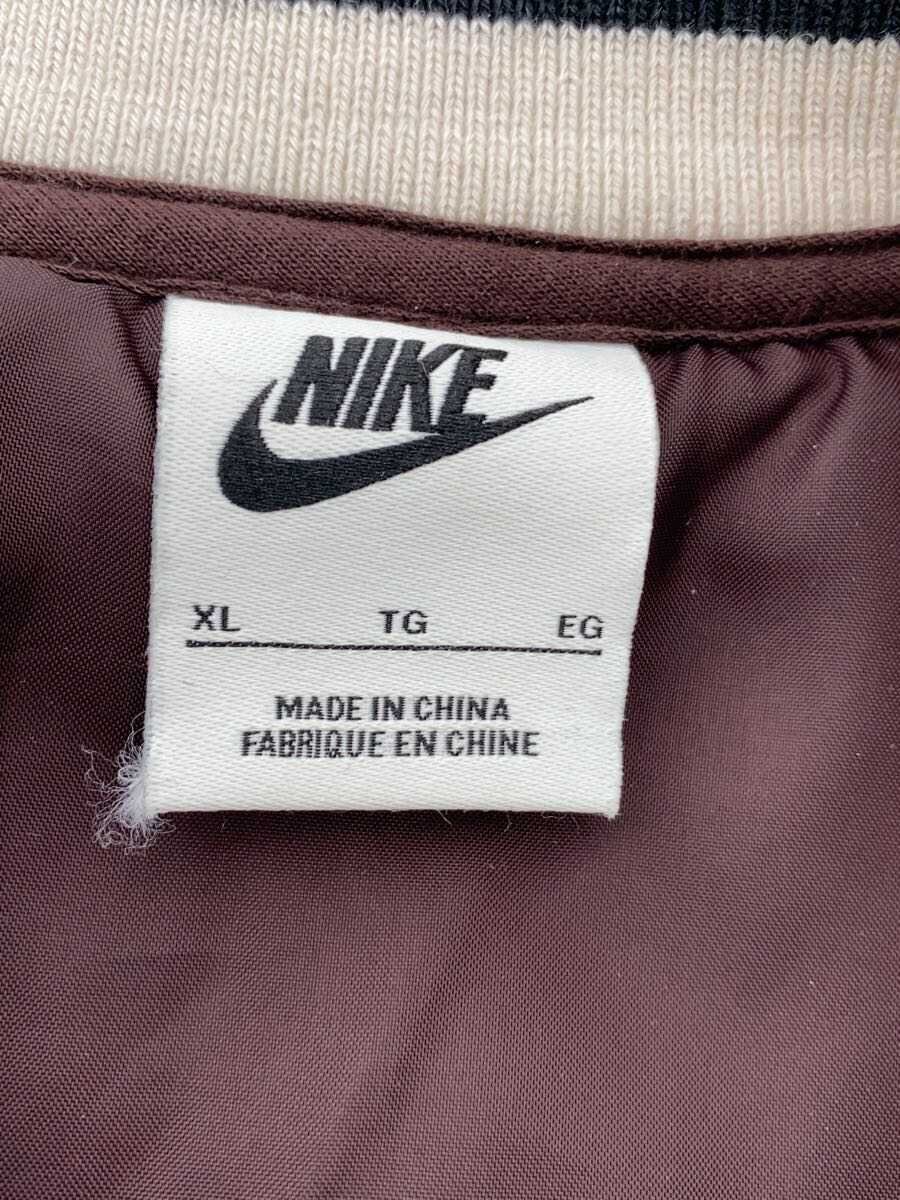 NIKE
XL TG EG
MADE IN CHINA
FABRIQUE EN CHINE